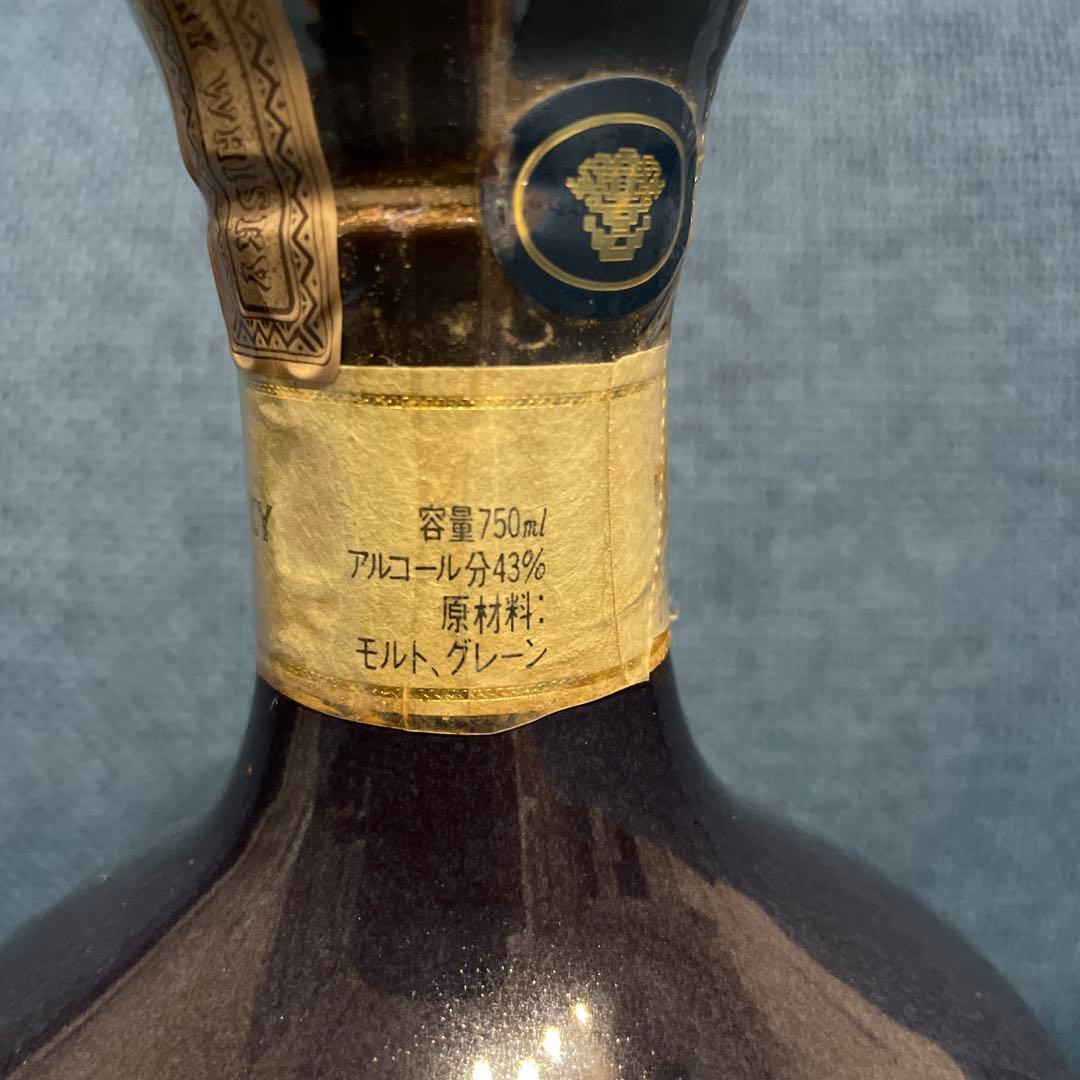 WHISKY
容量750ml
アルコール分43%
原材料:
モルト、グレーン